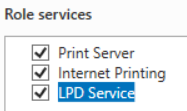 Role services
Print Server
Internet Printing
LPD Service